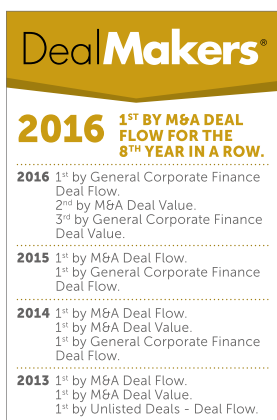 DealMakers®
2016 1ST BY M&A DEAL
FLOW FOR THE
8TH YEAR IN A ROW.
2016 1st by General Corporate Finance
Deal Flow.
2nd by M&A Deal Value.
3rd by General Corporate Finance
Deal Value.
2015 1st by M&A Deal Flow.
1st by General Corporate Finance
Deal Flow.
2014 1st by M&A Deal Flow.
1st by M&A Deal Value.
1st by General Corporate Finance
Deal Flow.
2013 1st by M&A Deal Flow.
1st by M&A Deal Value.
1st by Unlisted Deals - Deal Flow.